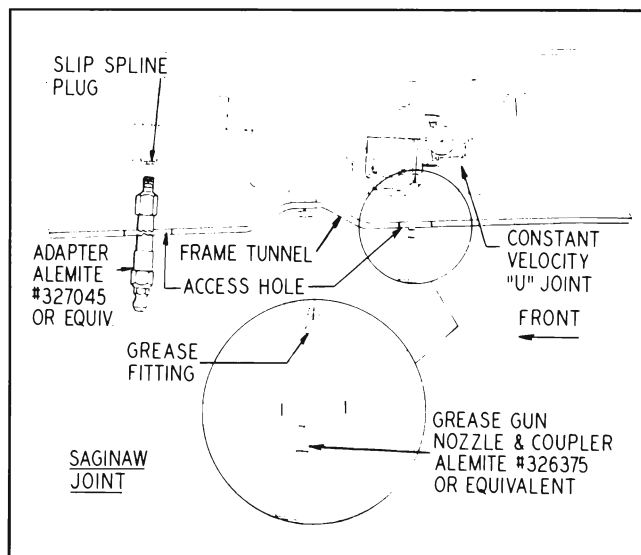 SLIP SPLINE
PLUG
ADAPTER
ALEMITE
#327045
OR EQUIV.
FRAME TUNNEL
ACCESS HOLE
CONSTANT
VELOCITY
"U" JOINT
FRONT
GREASE
FITTING
GREASE GUN
NOZZLE & COUPLER
ALEMITE #326375
OR EQUIVALENT
SAGINAW
JOINT